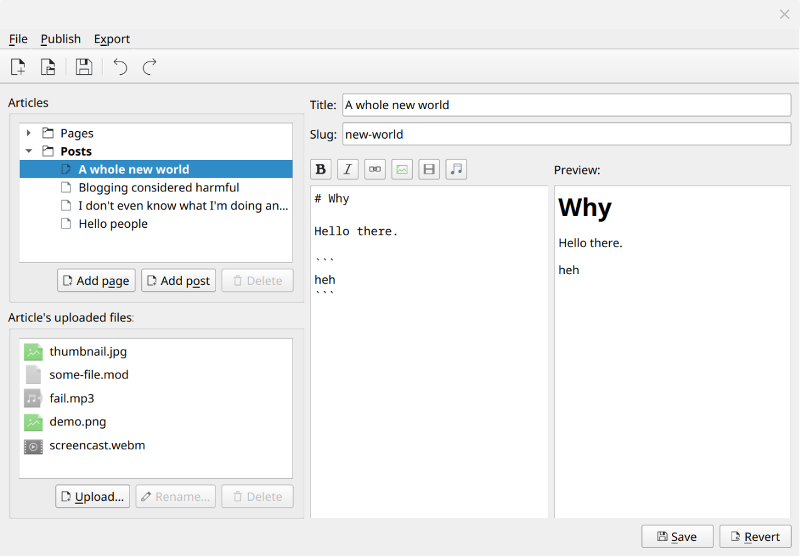 File Publish Export
Articles
Pages
Posts
A whole new world
Blogging considered harmful
I don't even know what I'm doing an...
Hello people
Add page Add post Delete
Article's uploaded files:
thumbnail.jpg
some-file.mod
fail.mp3
demo.png
screencast.webm
Upload... Rename... Delete
Title: A whole new world
Slug: new-world
B I
# Why
Hello there.
```
heh
```
Preview:
Why
Hello there.
heh
Save Revert